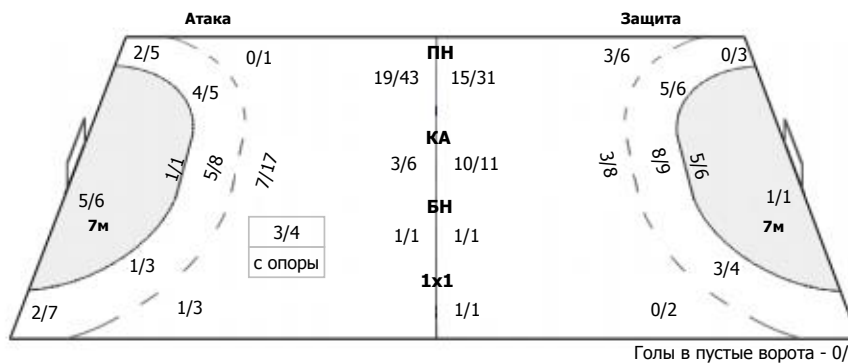 Атака
Защита
2/5
0/1
ПН
3/6
0/3
19/43
15/31
4/5
5/6
КА
1/1
5/8
7/17
3/6
10/11
3/8
8/9
5/6
5/6
7м
БН
1/1
7м
3/4
1/1
1/1
с опоры
1/3
3/4
1x1
2/7
1/3
1/1
0/2
Голы в пустые ворота - 0/